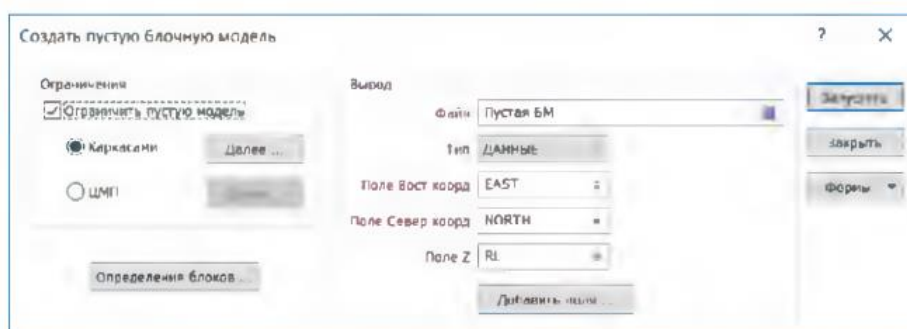 Создать пустую блочную модель ? ×
Ограничения
Ограничить пустую модель
Каркасами Далее ...
ЦМП
Определения блоков ...
Вывод
Файл Пустая БМ
Тип ДАННЫЕ
Поле Вост коорд EAST
Поле Север коорд NORTH
Поле Z RL
Добавить поля ...
Запустить
Закрыть
Формы